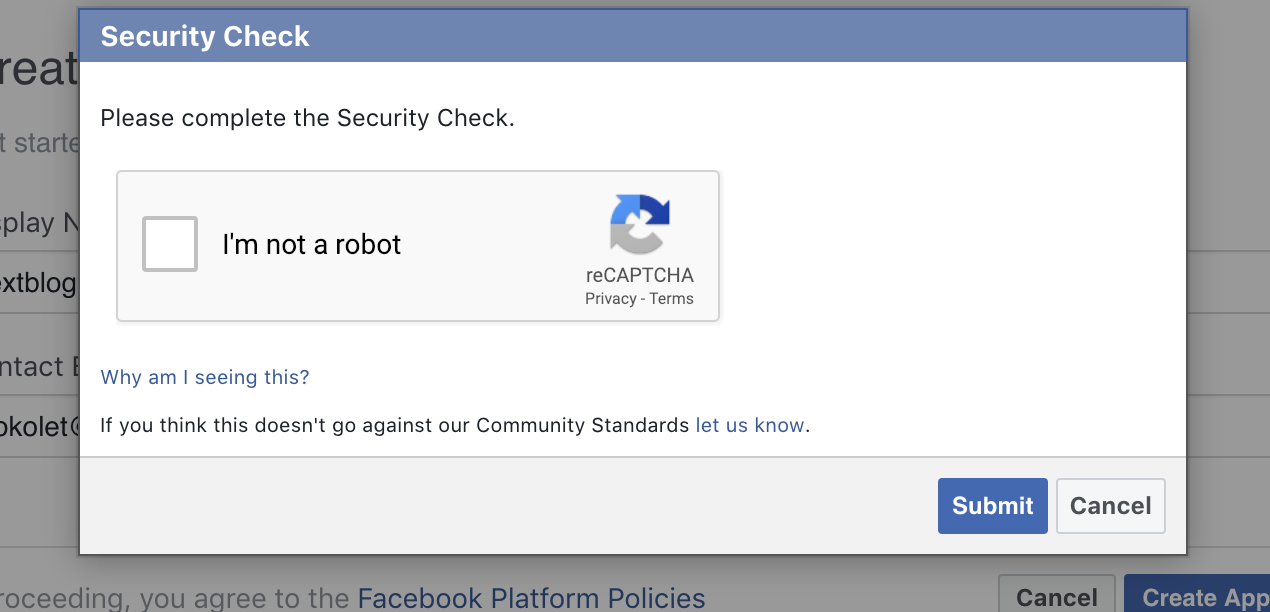 Security Check
Please complete the Security Check.
I'm not a robot
reCAPTCHA
Privacy - Terms
Why am I seeing this?
If you think this doesn't go against our Community Standards let us know.
Submit Cancel
reat
t starte
splay N
extblog
ntact E
okolet@
roceeding, you agree to the Facebook Platform Policies
Cancel Create App